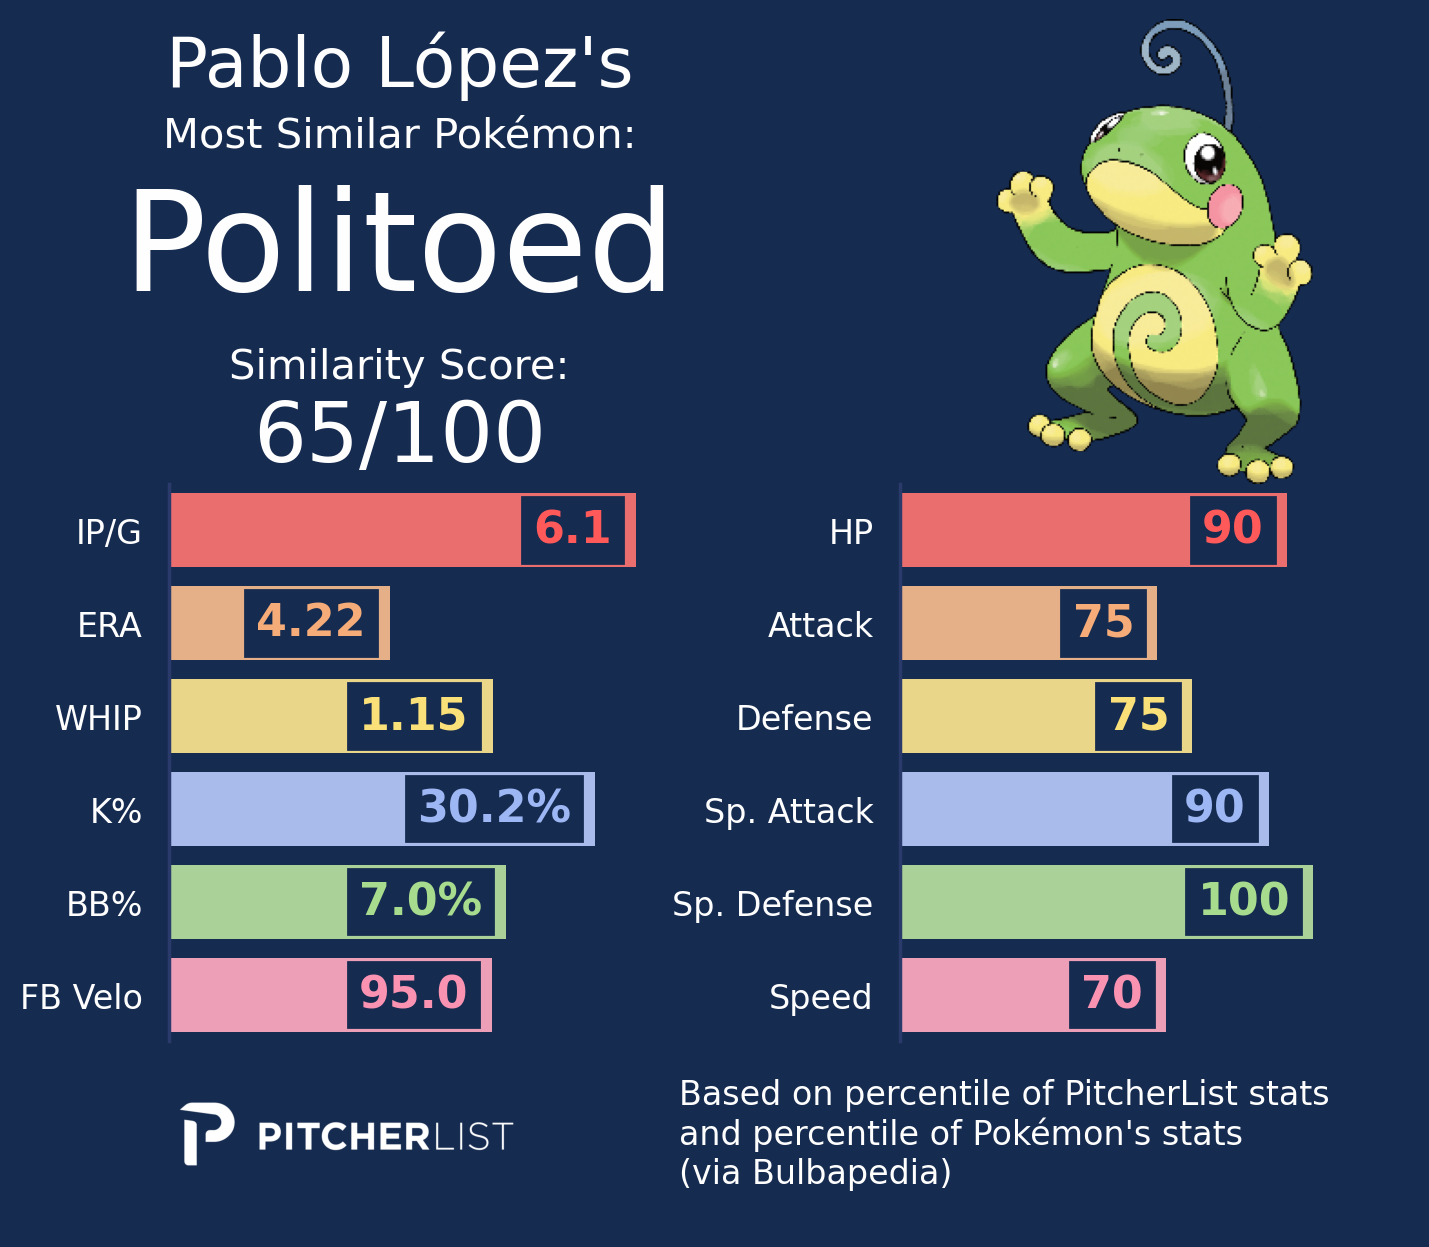 Pablo López's
Most Similar Pokémon:
Politoed
Similarity Score:
65/100
IP/G 6.1
ERA 4.22
WHIP 1.15
K% 30.2%
BB% 7.0%
FB Velo 95.0
HP 90
Attack 75
Defense 75
Sp. Attack 90
Sp. Defense 100
Speed 70
PITCHERLIST
Based on percentile of PitcherList stats
and percentile of Pokémon's stats
(via Bulbapedia)